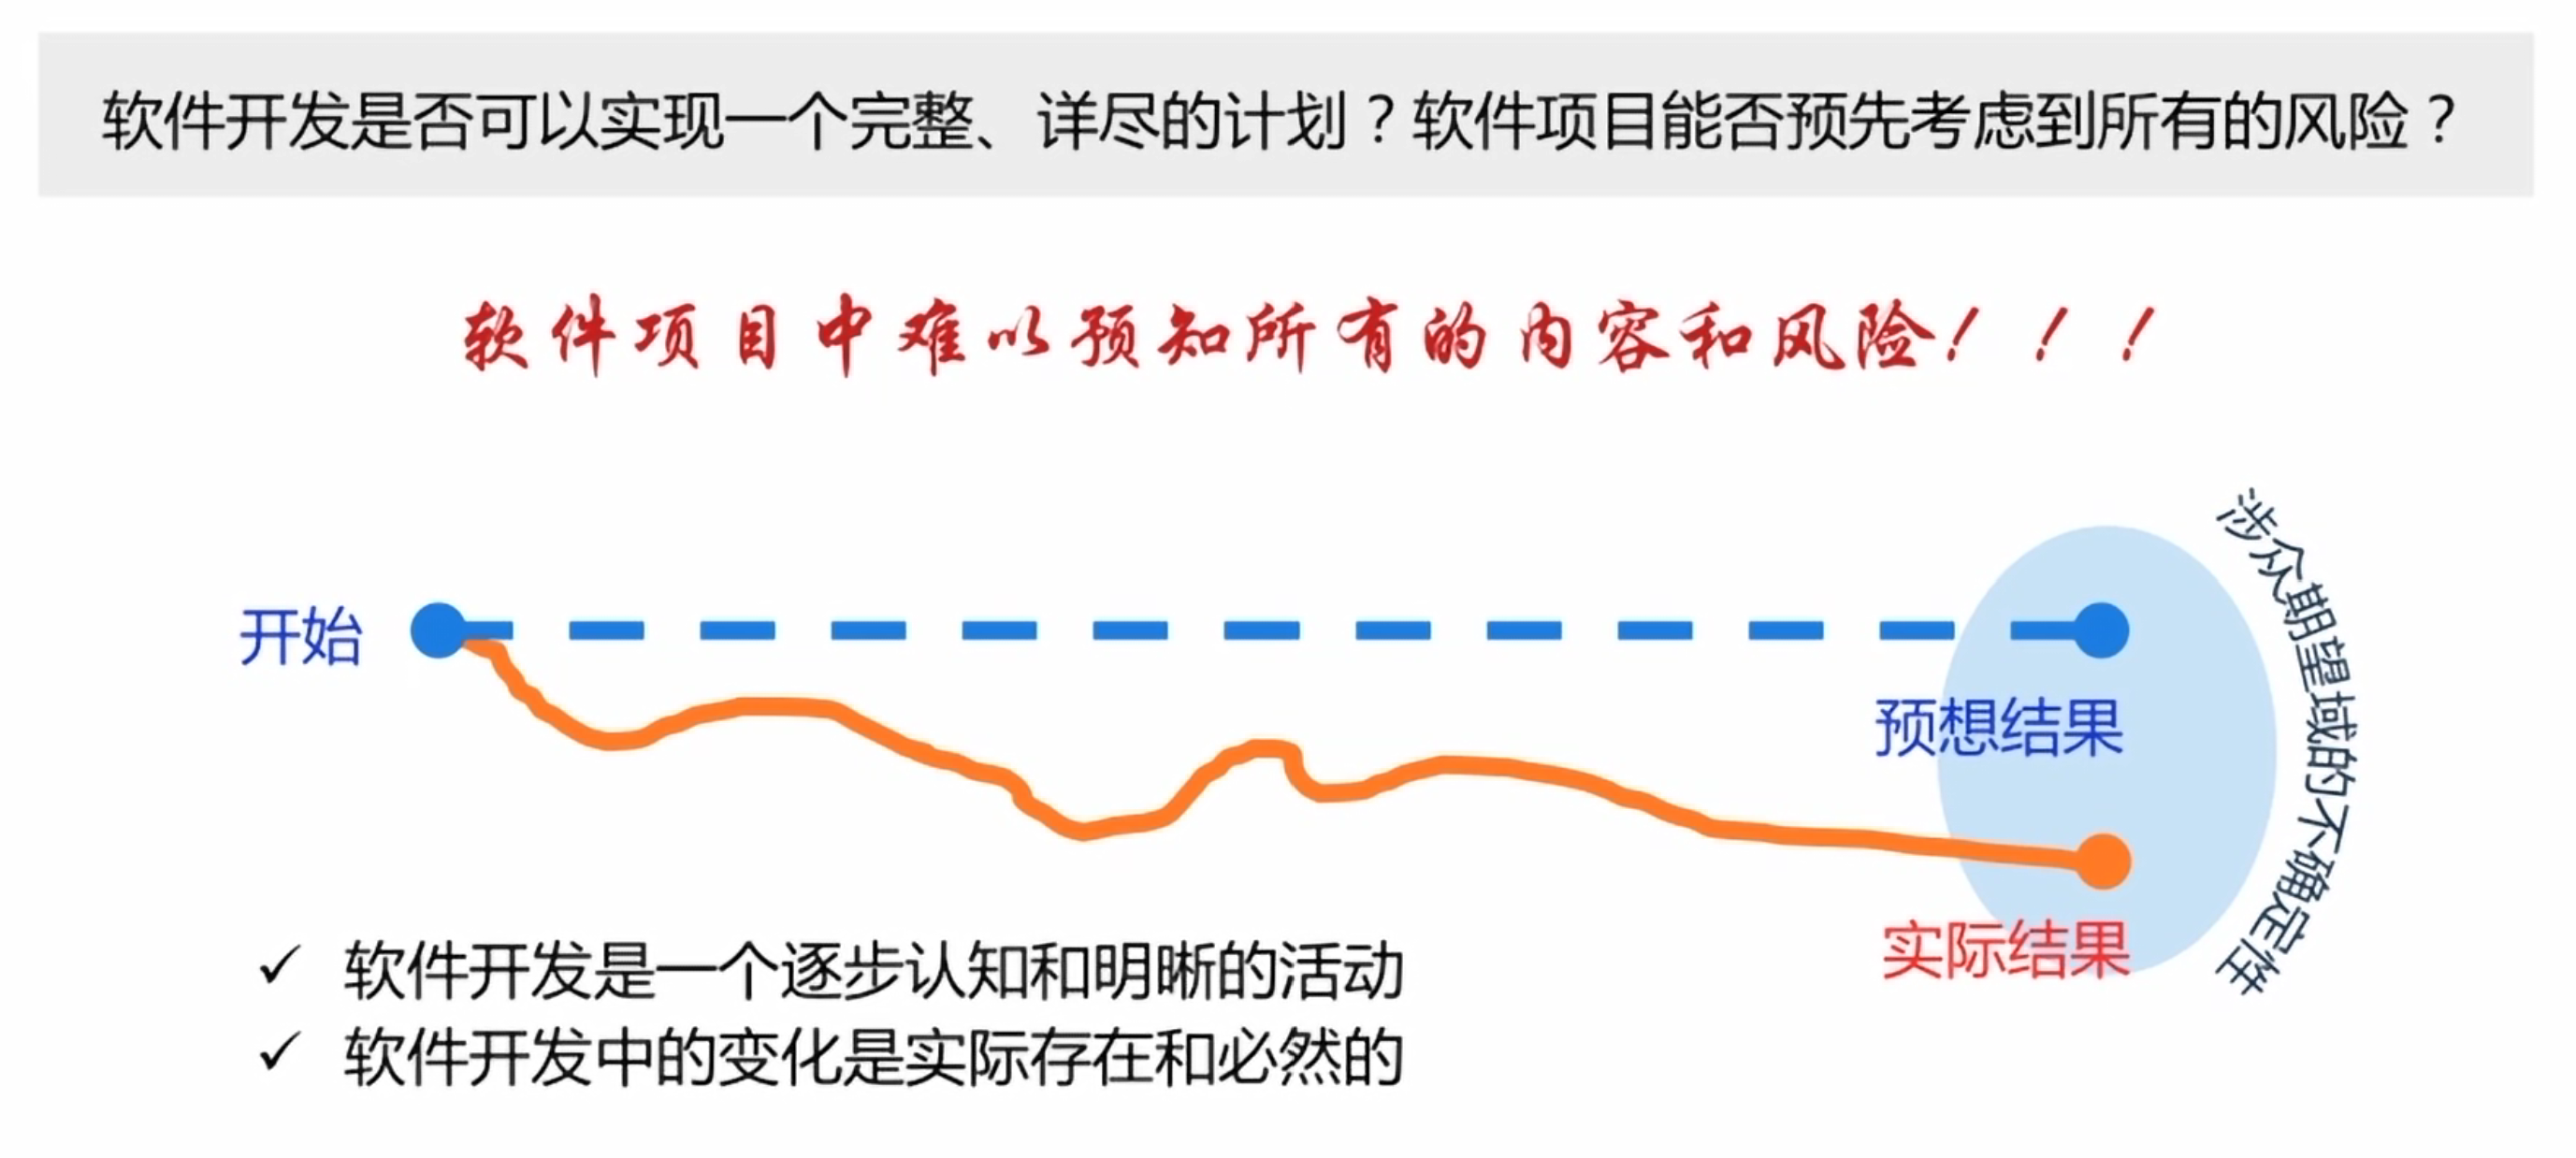 软件开发是否可以实现一个完整、详尽的计划？软件项目能否预先考虑到所有的风险？
软件项目中难以预知所有的内容和风险！！！
开始
预想结果
涉众期望域的不确定性
实际结果
✓ 软件开发是一个逐步认知和明晰的活动
✓ 软件开发中的变化是实际存在和必然的